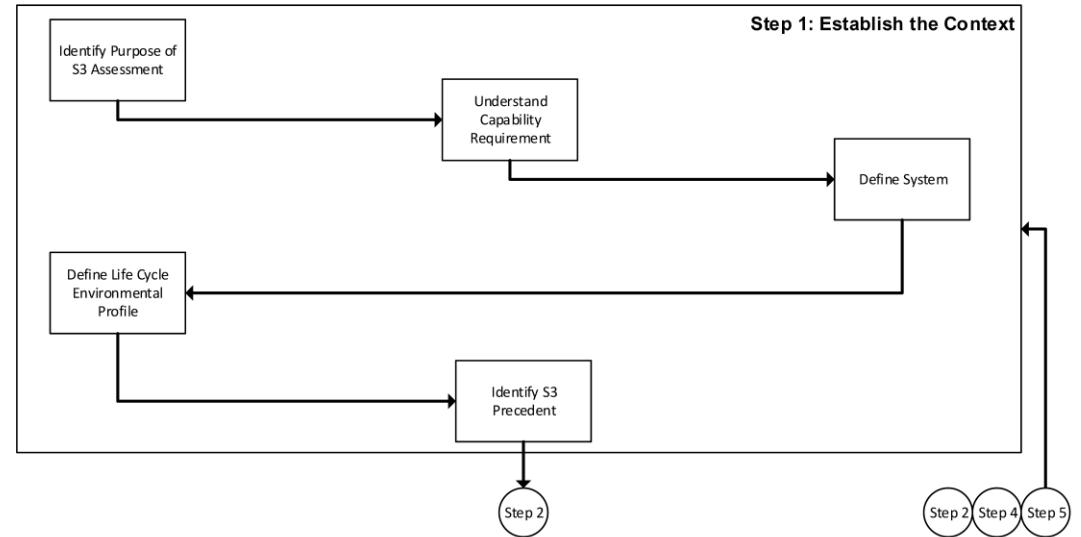 Step 1: Establish the Context
Identify Purpose of
S3 Assessment
Understand
Capability
Requirement
Define System
Define Life Cycle
Environmental
Profile
Identify S3
Precedent
Step 2
Step 2
Step 4
Step 5